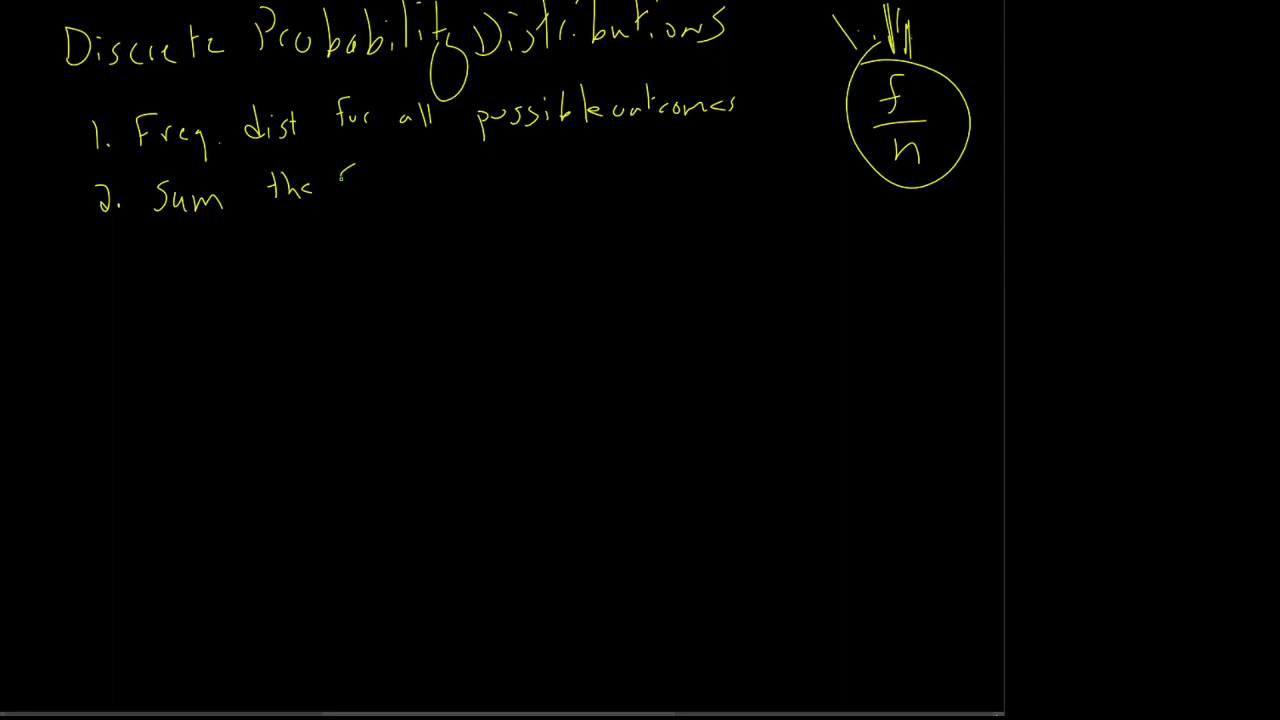 Discrete Probability Distributions
1. Freq. dist for all possible outcomes
2. Sum the
f
n